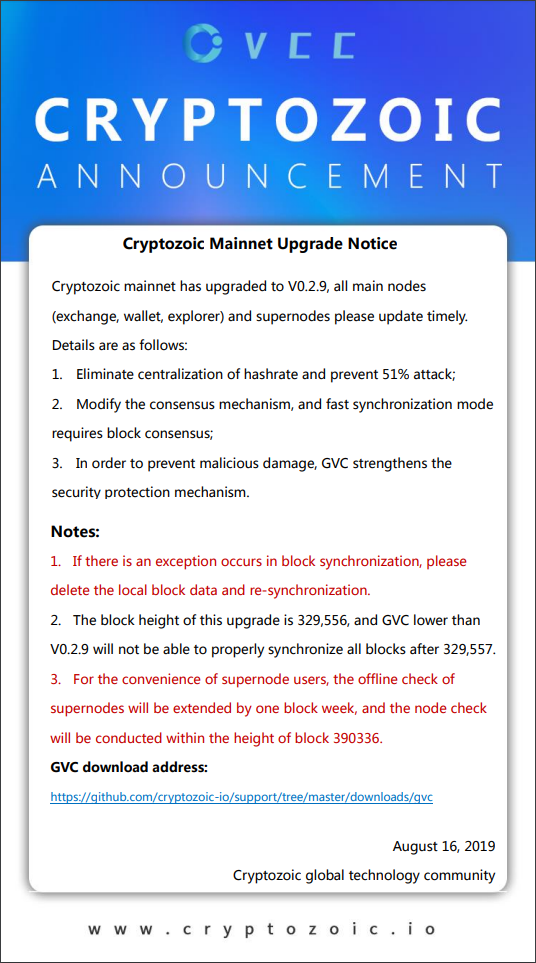 VCC
CRYPTOZOIC
ANNOUNCEMENT
Cryptozoic Mainnet Upgrade Notice
Cryptozoic mainnet has upgraded to V0.2.9, all main nodes
(exchange, wallet, explorer) and supernodes please update timely.
Details are as follows:
1. Eliminate centralization of hashrate and prevent 51% attack;
2. Modify the consensus mechanism, and fast synchronization mode
requires block consensus;
3. In order to prevent malicious damage, GVC strengthens the
security protection mechanism.
Notes:
1. If there is an exception occurs in block synchronization, please
delete the local block data and re-synchronization.
2. The block height of this upgrade is 329,556, and GVC lower than
V0.2.9 will not be able to properly synchronize all blocks after 329,557.
3. For the convenience of supernode users, the offline check of
supernodes will be extended by one block week, and the node check
will be conducted within the height of block 390336.
GVC download address:
https://github.com/cryptozoic-io/support/tree/master/downloads/gvc
August 16, 2019
Cryptozoic global technology community
www.cryptozoic.io